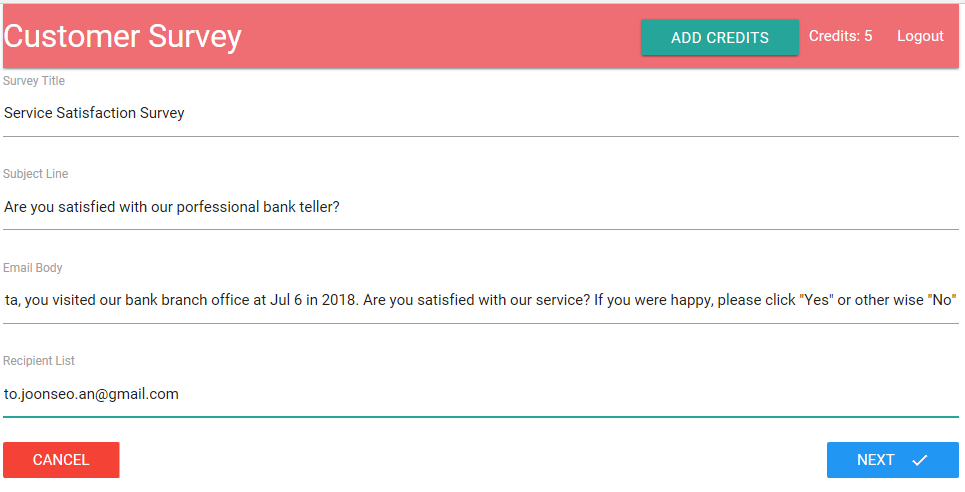 Customer Survey
ADD CREDITS Credits: 5 Logout
Survey Title
Service Satisfaction Survey
Subject Line
Are you satisfied with our porfessional bank teller?
Email Body
ta, you visited our bank branch office at Jul 6 in 2018. Are you satisfied with our service? If you were happy, please click "Yes" or other wise "No"
Recipient List
to.joonseo.an@gmail.com
CANCEL NEXT